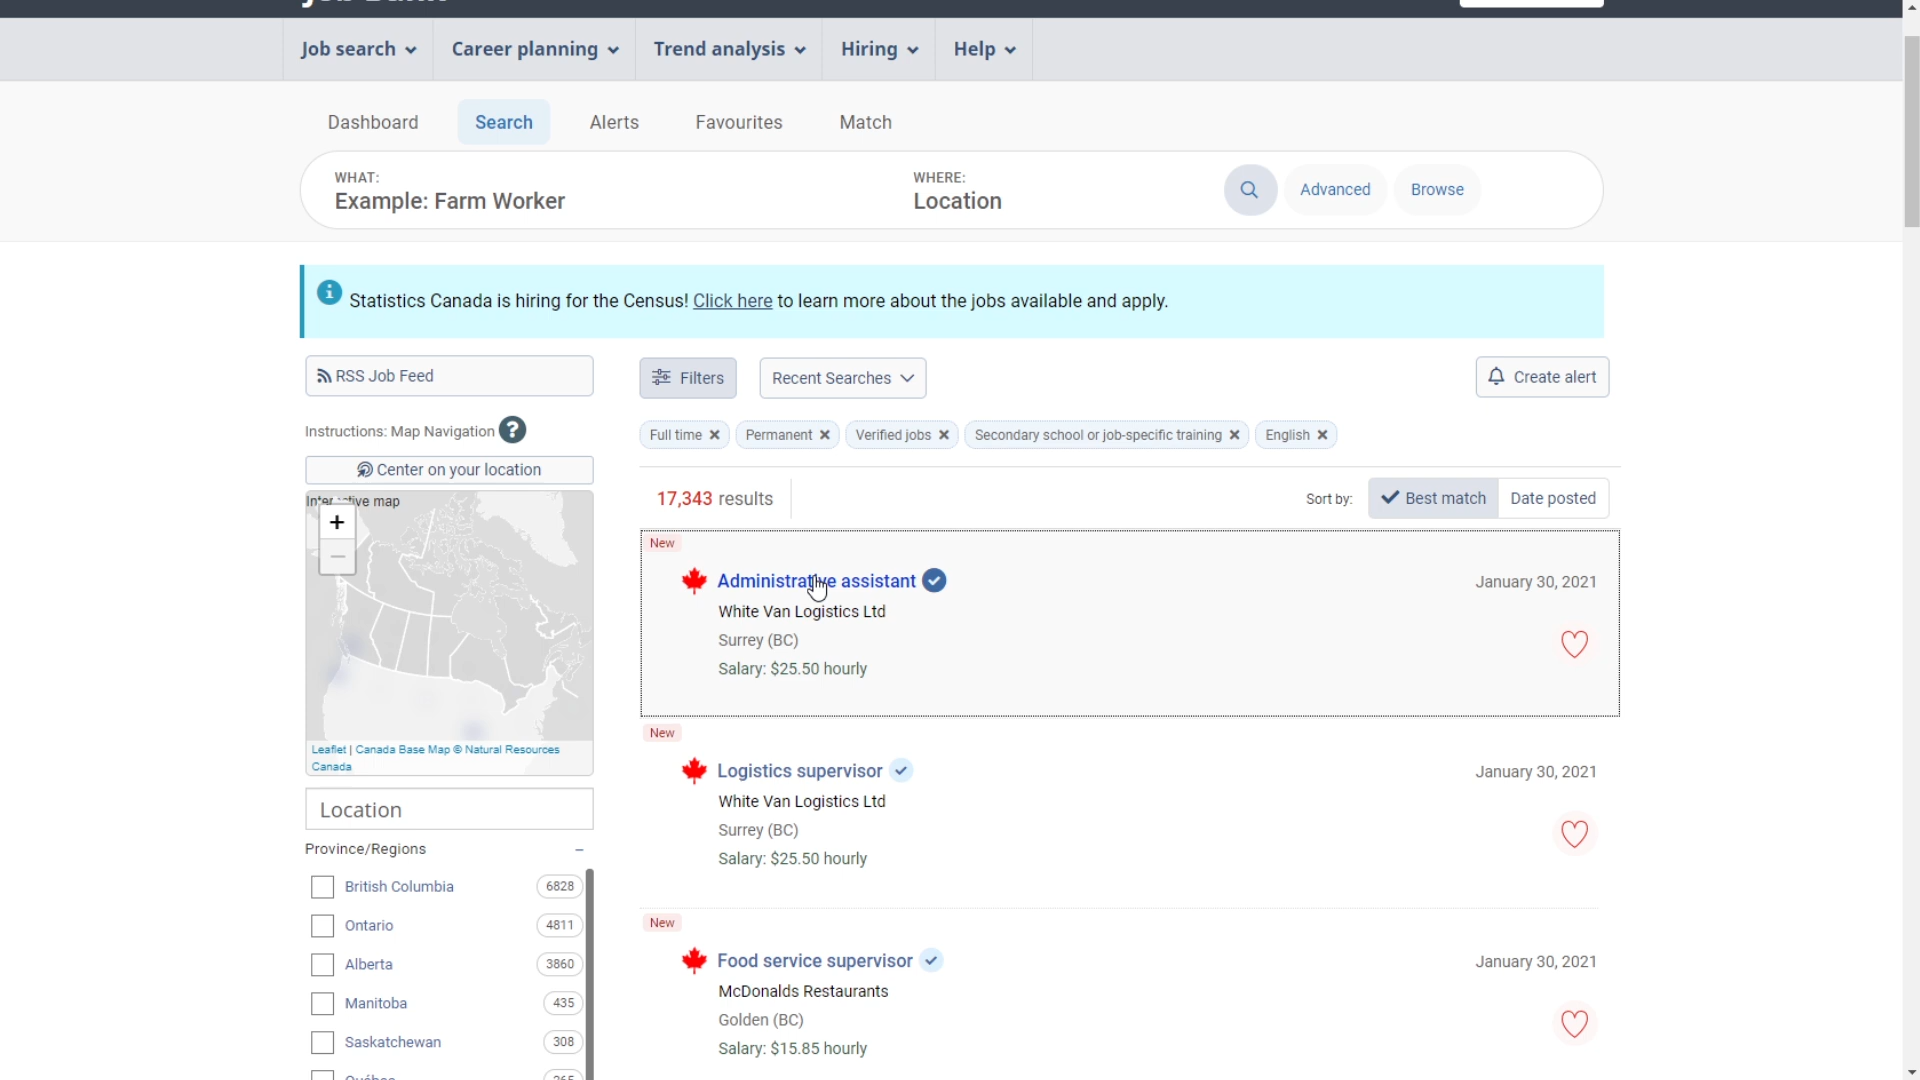 Job search
Career planning
Trend analysis
Hiring
Help
Dashboard
Search
Alerts
Favourites
Match
WHAT:
Example: Farm Worker
WHERE:
Location
Advanced
Browse
Statistics Canada is hiring for the Census! Click here to learn more about the jobs available and apply.
RSS Job Feed
Filters
Recent Searches
Create alert
Instructions: Map Navigation ?
Full time ×
Permanent ×
Verified jobs ×
Secondary school or job-specific training ×
English ×
Center on your location
Interactive map
+
−
Leaflet | Canada Base Map © Natural Resources
Canada
Location
Province/Regions −
British Columbia 6828
Ontario 4811
Alberta 3860
Manitoba 435
Saskatchewan 308
17,343 results
Sort by:
Best match
Date posted
New
Administrative assistant
January 30, 2021
White Van Logistics Ltd
Surrey (BC)
Salary: $25.50 hourly
New
Logistics supervisor
January 30, 2021
White Van Logistics Ltd
Surrey (BC)
Salary: $25.50 hourly
New
Food service supervisor
January 30, 2021
McDonalds Restaurants
Golden (BC)
Salary: $15.85 hourly